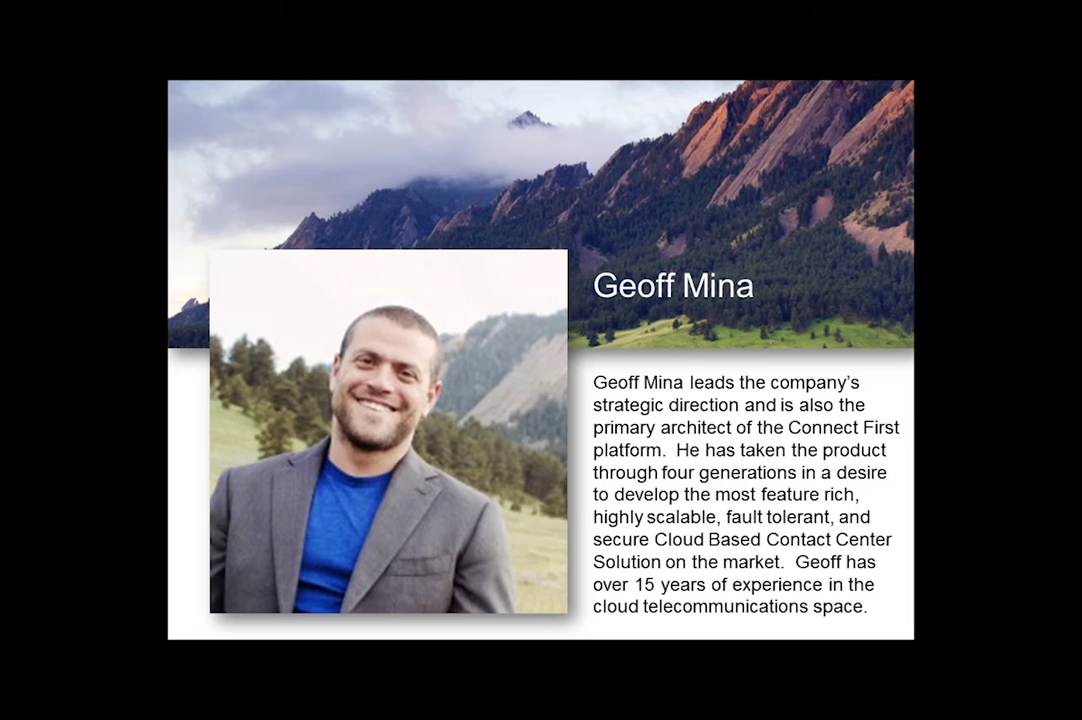 Geoff Mina
Geoff Mina leads the company's
strategic direction and is also the
primary architect of the Connect First
platform.  He has taken the product
through four generations in a desire
to develop the most feature rich,
highly scalable, fault tolerant, and
secure Cloud Based Contact Center
Solution on the market.  Geoff has
over 15 years of experience in the
cloud telecommunications space.